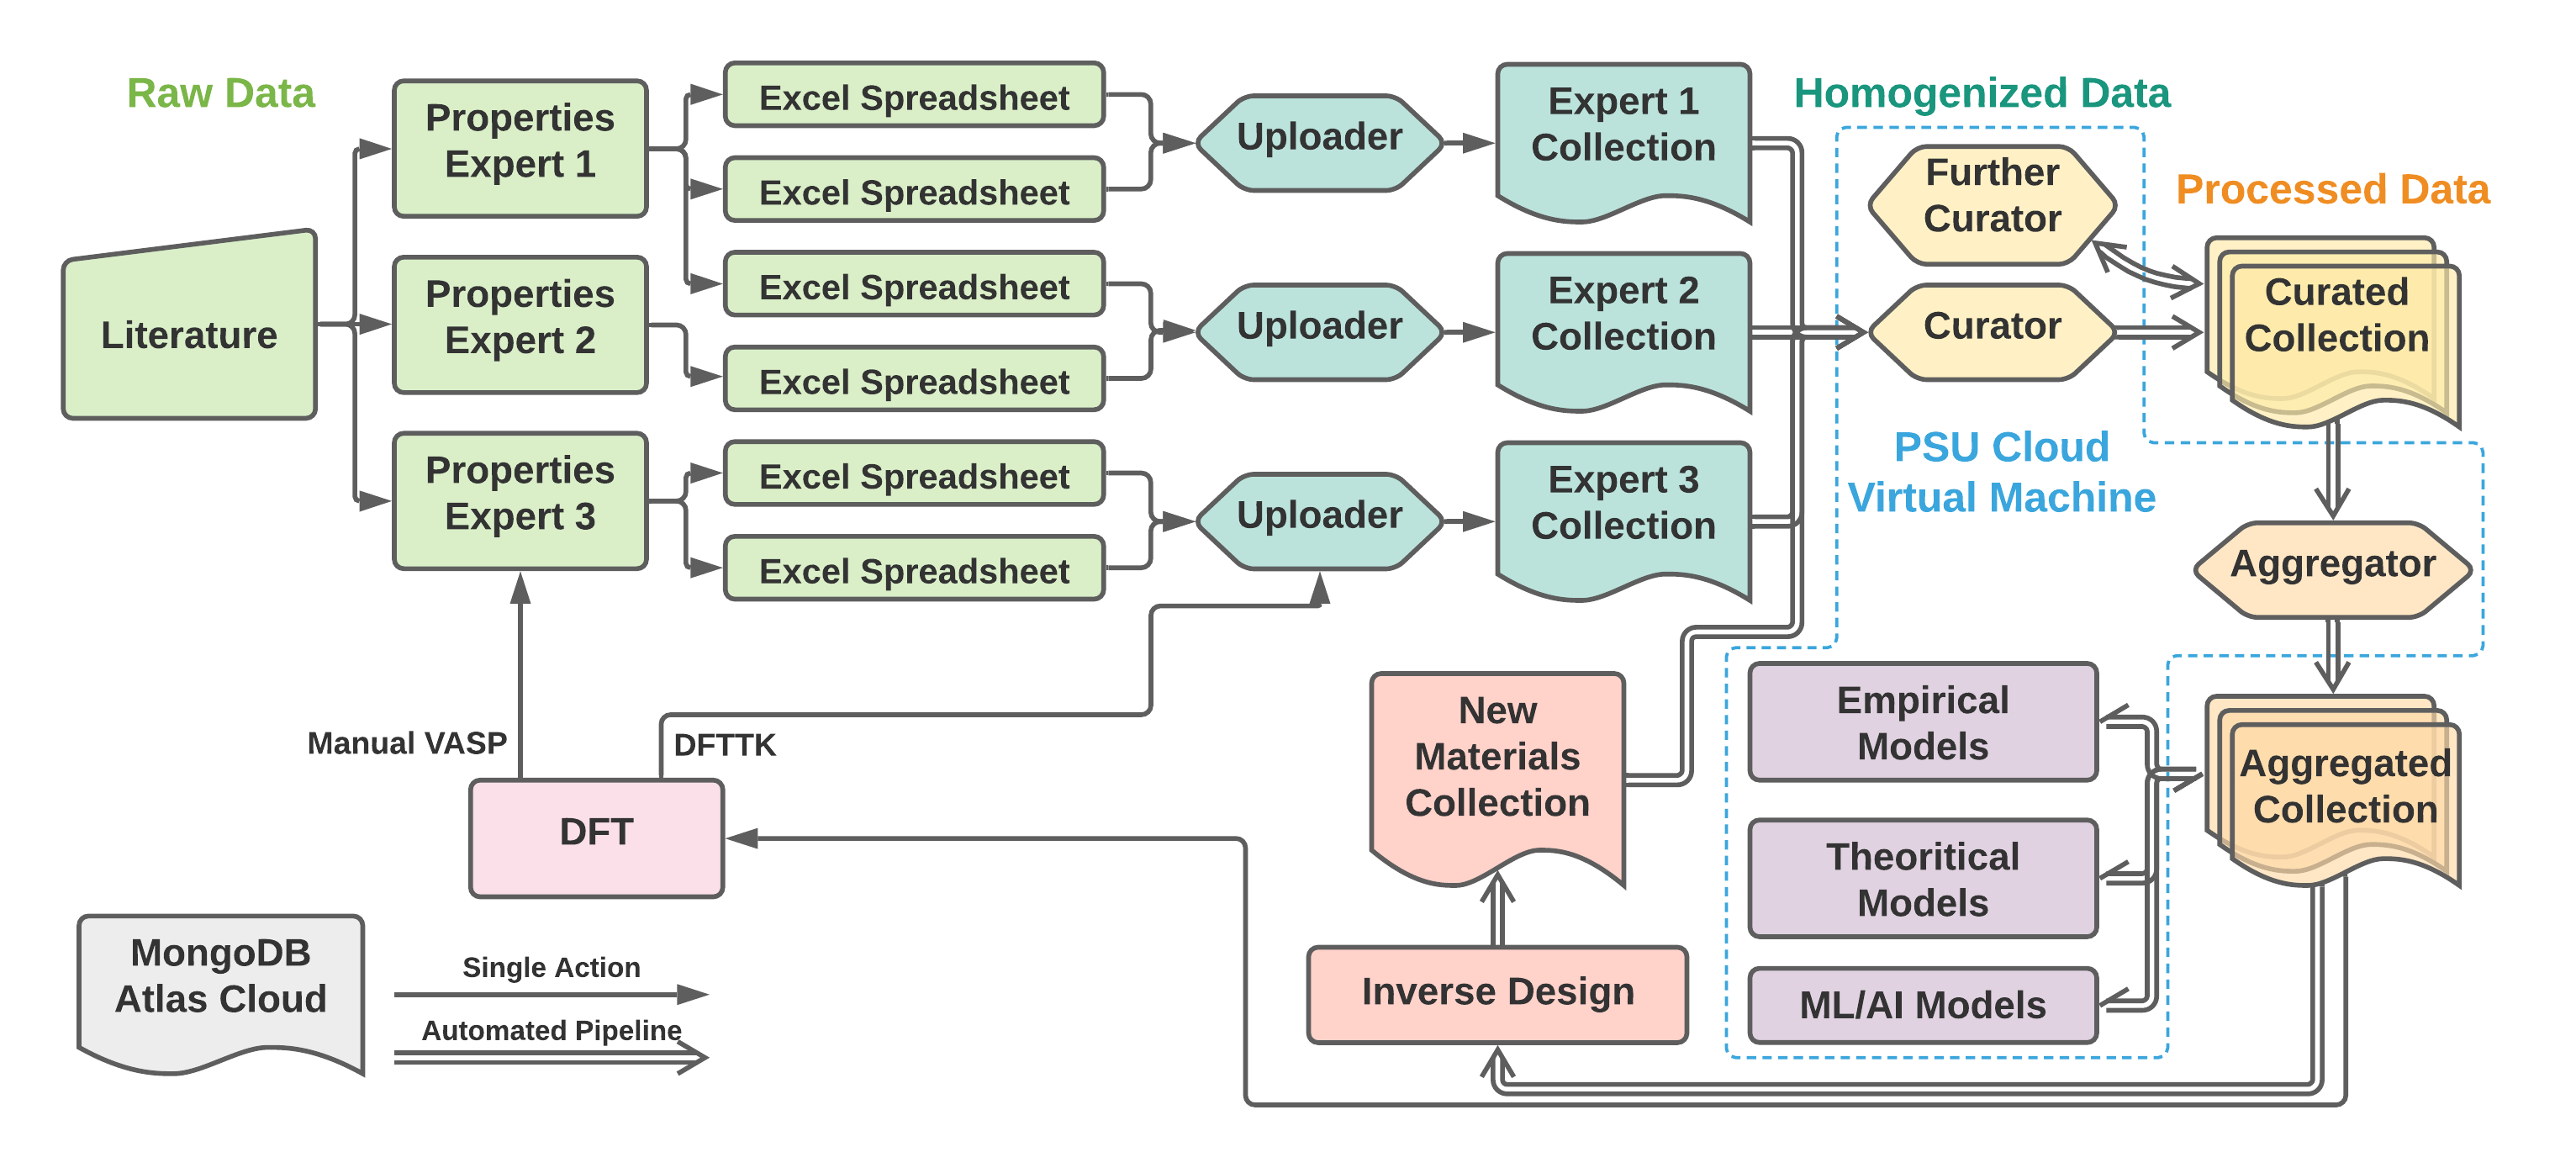 Raw Data
Homogenized Data
Processed Data
Literature
Properties
Expert 1
Properties
Expert 2
Properties
Expert 3
Excel Spreadsheet
Excel Spreadsheet
Excel Spreadsheet
Excel Spreadsheet
Excel Spreadsheet
Excel Spreadsheet
Uploader
Uploader
Uploader
Expert 1
Collection
Expert 2
Collection
Expert 3
Collection
Further
Curator
Curator
Curated
Collection
PSU Cloud
Virtual Machine
Aggregator
Aggregated
Collection
Empirical
Models
Theoritical
Models
ML/AI Models
New
Materials
Collection
Inverse Design
Manual VASP
DFTTK
DFT
MongoDB
Atlas Cloud
Single Action
Automated Pipeline